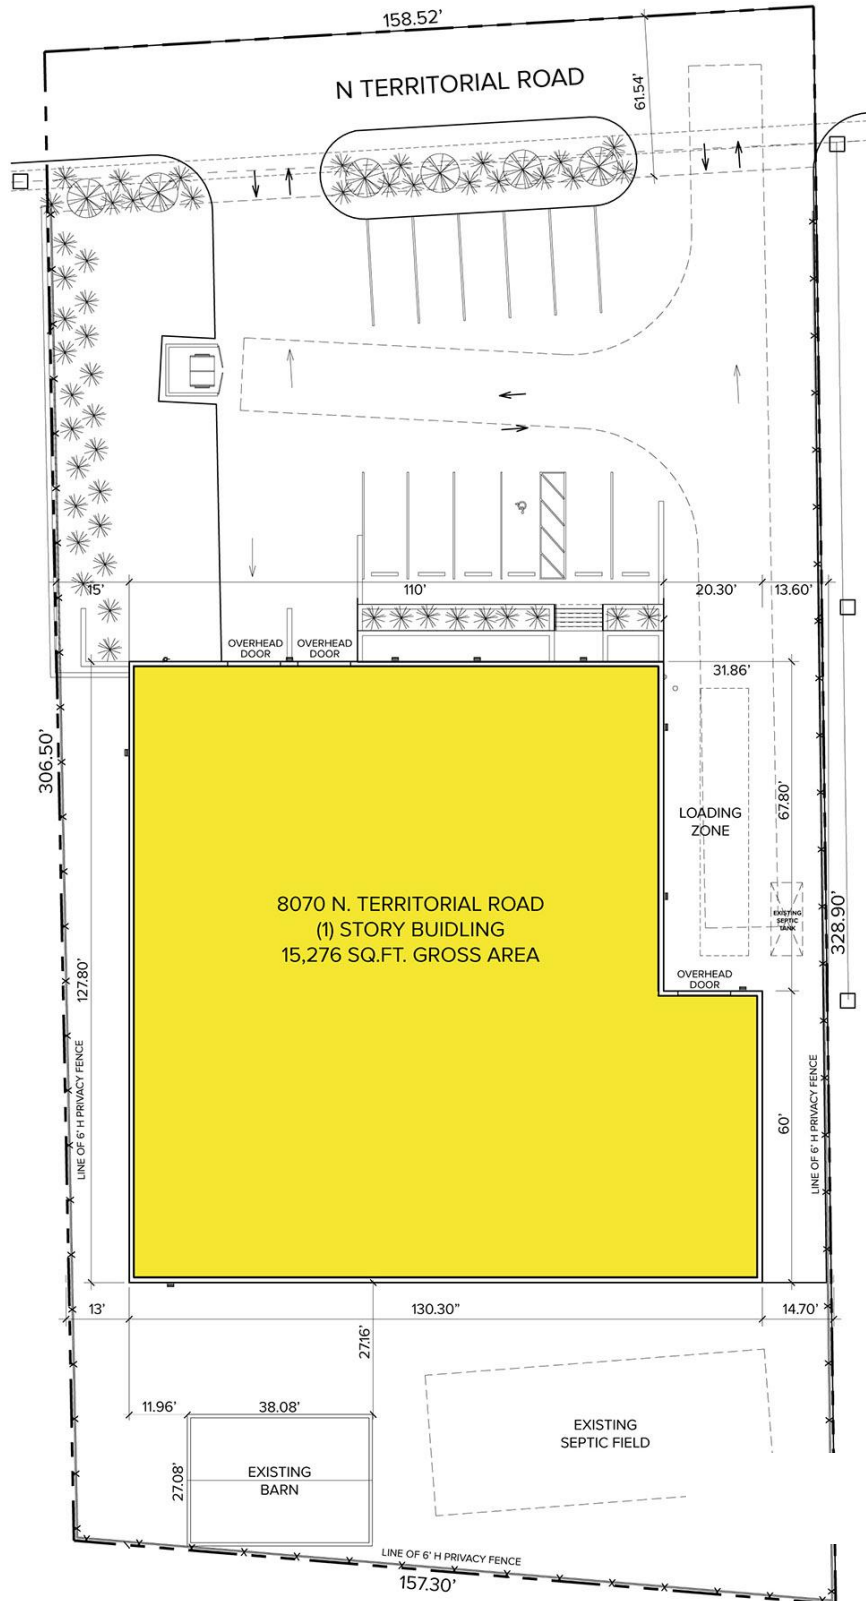 158.52’
N TERRITORIAL ROAD
61.54’
15’
110’
20.30’
13.60’
OVERHEAD
DOOR
OVERHEAD
DOOR
31.86’
306.50’
67.80’
LOADING
ZONE
8070 N. TERRITORIAL ROAD
(1) STORY BUIDLING
15,276 SQ.FT. GROSS AREA
EXISTING
SEPTIC
TANK
328.90’
127.80’
OVERHEAD
DOOR
LINE OF 6’ H PRIVACY FENCE
LINE OF 6’ H PRIVACY FENCE
60’
13’
130.30”
14.70’
27.16’
11.96’
38.08’
27.08’
EXISTING
BARN
EXISTING
SEPTIC FIELD
LINE OF 6’ H PRIVACY FENCE
157.30’